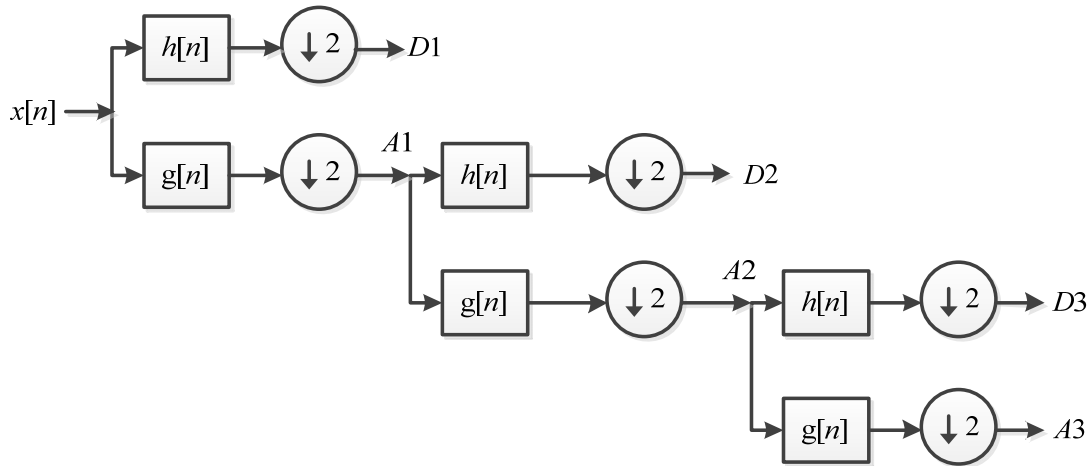 h[n] ↓ 2 D1
x[n]
g[n] ↓ 2 A1 h[n] ↓ 2 D2
g[n] ↓ 2 A2 h[n] ↓ 2 D3
g[n] ↓ 2 A3